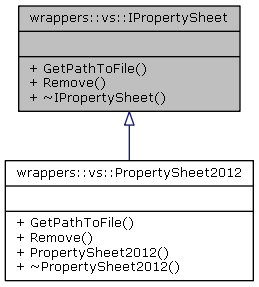 wrappers::vs::IPropertySheet
+ GetPathToFile()
+ Remove()
+ ~IPropertySheet()
wrappers::vs::PropertySheet2012
+ GetPathToFile()
+ Remove()
+ PropertySheet2012()
+ ~PropertySheet2012()